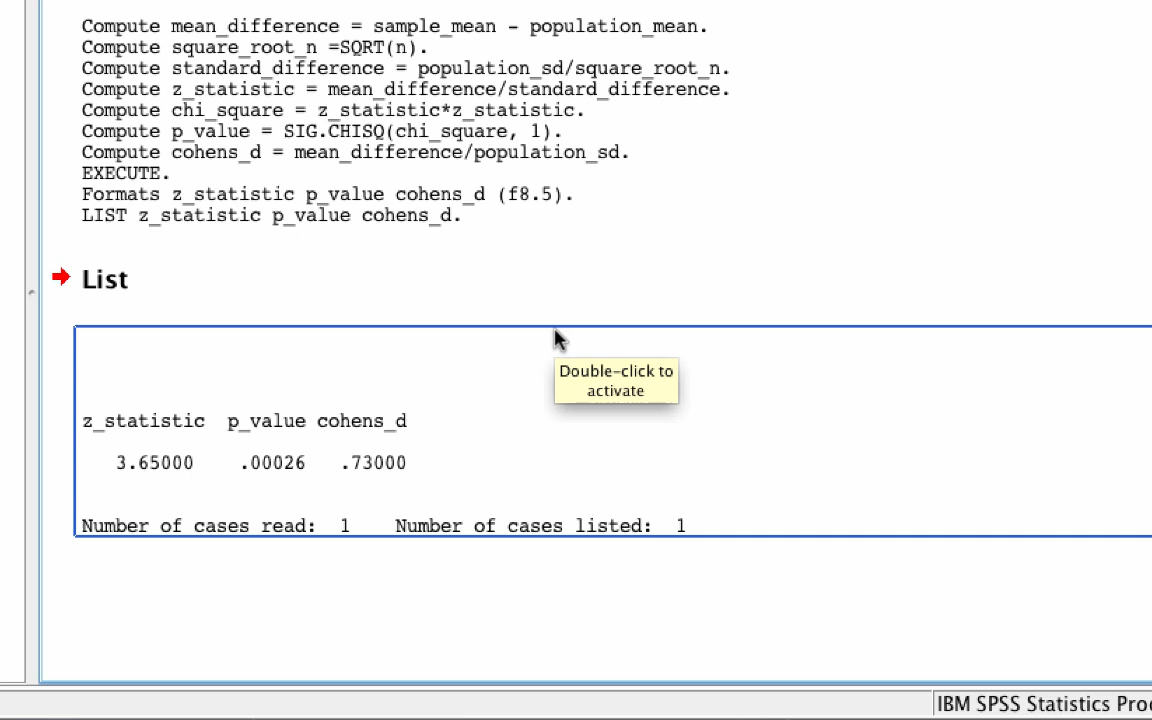 Compute mean_difference = sample_mean - population_mean.
Compute square_root_n =SQRT(n).
Compute standard_difference = population_sd/square_root_n.
Compute z_statistic = mean_difference/standard_difference.
Compute chi_square = z_statistic*z_statistic.
Compute p_value = SIG.CHISQ(chi_square, 1).
Compute cohens_d = mean_difference/population_sd.
EXECUTE.
Formats z_statistic p_value cohens_d (f8.5).
LIST z_statistic p_value cohens_d.
List
Double-click to
activate
z_statistic p_value cohens_d
3.65000 .00026 .73000
Number of cases read: 1 Number of cases listed: 1
IBM SPSS Statistics Proc